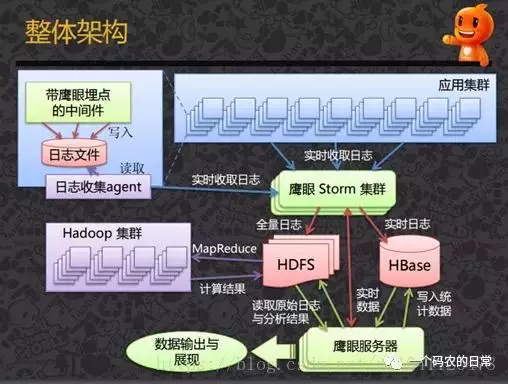 整体架构
应用集群
带鹰眼埋点
的中间件
写入
日志文件
读取
日志收集agent
实时收取日志
实时收取日志
鹰眼 Storm 集群
全量日志
实时日志
Hadoop 集群
MapReduce
计算结果
HDFS
HBase
读取原始日志
与分析结果
实时
数据
写入统
计数据
数据输出与
展现
鹰眼服务器
一个码农的日常